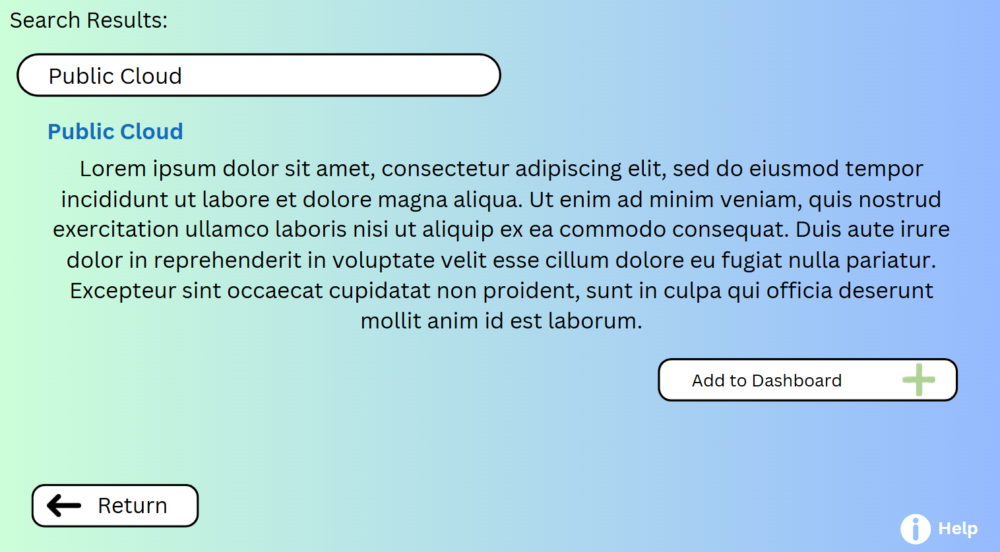 Search Results:
Public Cloud
Public Cloud
Lorem ipsum dolor sit amet, consectetur adipiscing elit, sed do eiusmod tempor
incididunt ut labore et dolore magna aliqua. Ut enim ad minim veniam, quis nostrud
exercitation ullamco laboris nisi ut aliquip ex ea commodo consequat. Duis aute irure
dolor in reprehenderit in voluptate velit esse cillum dolore eu fugiat nulla pariatur.
Excepteur sint occaecat cupidatat non proident, sunt in culpa qui officia deserunt
mollit anim id est laborum.
Add to Dashboard
Return
Help